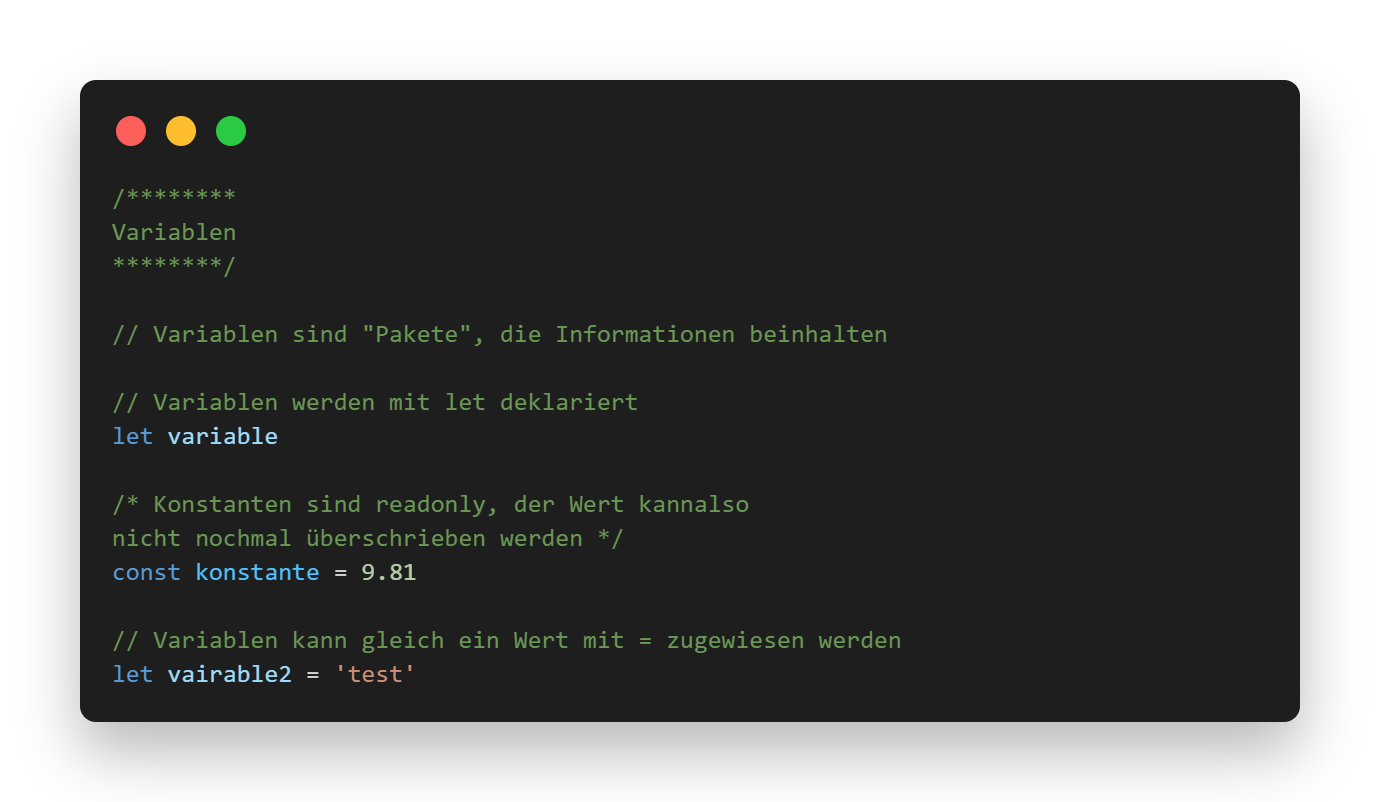 /********
Variablen
********/
// Variablen sind "Pakete", die Informationen beinhalten
// Variablen werden mit let deklariert
let variable
/* Konstanten sind readonly, der Wert kannalso
nicht nochmal überschrieben werden */
const konstante = 9.81
// Variablen kann gleich ein Wert mit = zugewiesen werden
let vairable2 = 'test'